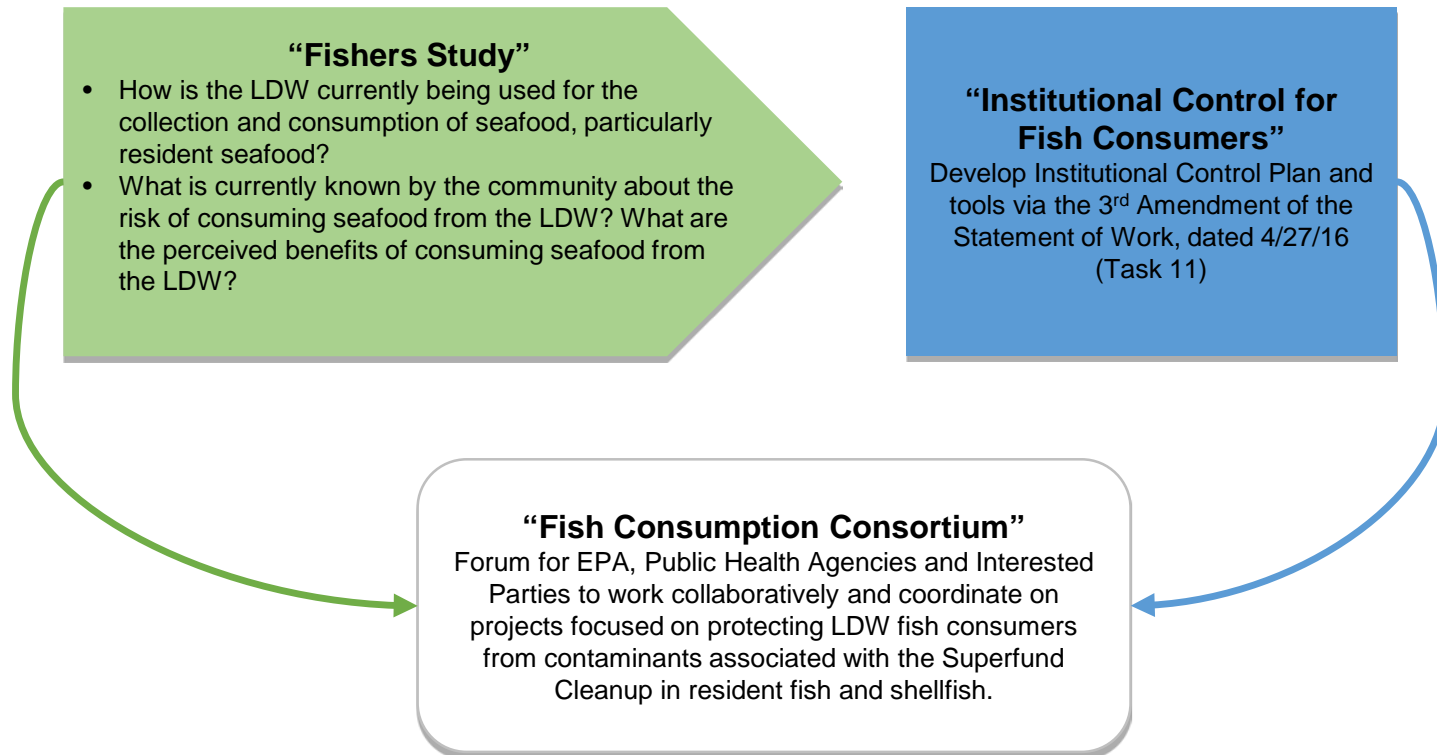 “Fishers Study”
• How is the LDW currently being used for the
collection and consumption of seafood, particularly
resident seafood?
• What is currently known by the community about the
risk of consuming seafood from the LDW? What are
the perceived benefits of consuming seafood from
the LDW?
“Institutional Control for
Fish Consumers”
Develop Institutional Control Plan and
tools via the 3rd Amendment of the
Statement of Work, dated 4/27/16
(Task 11)
“Fish Consumption Consortium”
Forum for EPA, Public Health Agencies and Interested
Parties to work collaboratively and coordinate on
projects focused on protecting LDW fish consumers
from contaminants associated with the Superfund
Cleanup in resident fish and shellfish.